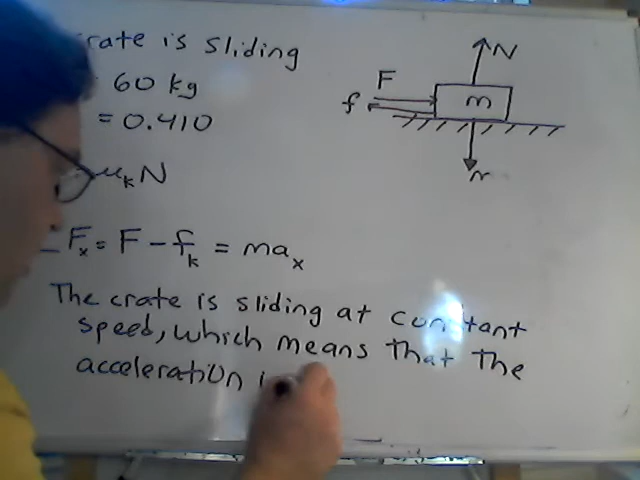 crate is sliding
60 kg
= 0.410
μₖN
Fₓ = F − fₖ = maₓ
The crate is sliding at constant
speed, which means that the
acceleration i
N
F
f
m